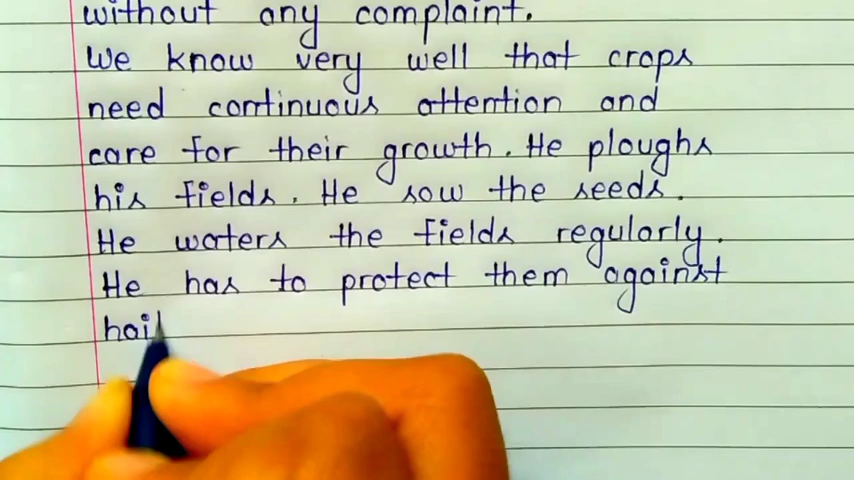 without any complaint.
We know very well that crops
need continuous attention and
care for their growth. He ploughs
his fields. He sow the seeds.
He waters the fields regularly.
He has to protect them against
hail